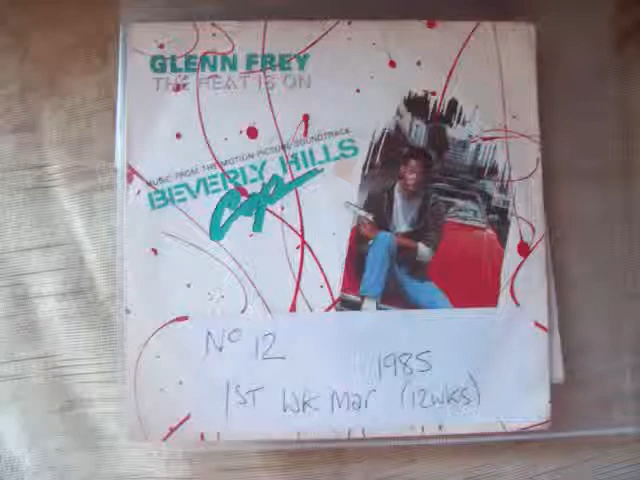 GLENN FREY
THE HEAT IS ON
MUSIC FROM THE MOTION PICTURE SOUNDTRACK
BEVERLY HILLS
Cop
No 12
1985
1ST WK Mar (12WKS)